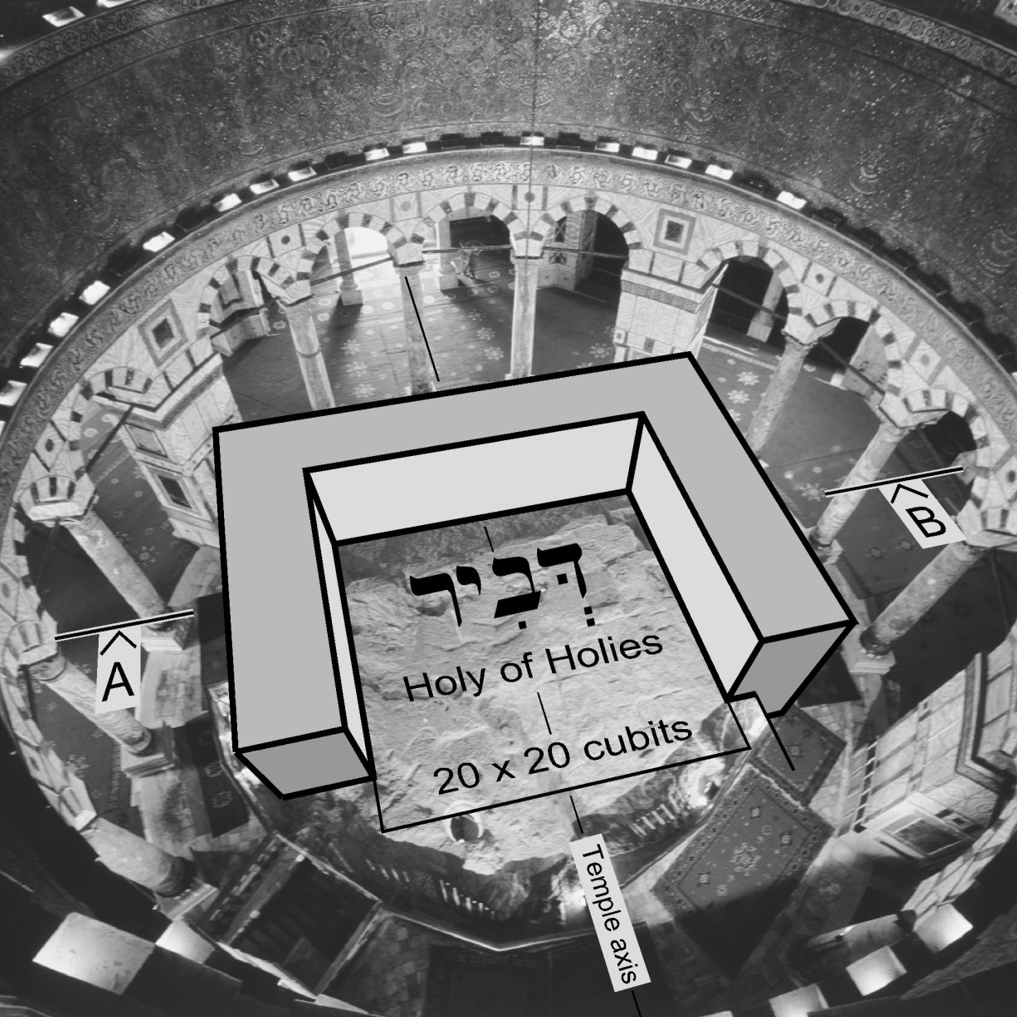 דְּבִיר
Holy of Holies
20 x 20 cubits
A
B
Temple axis